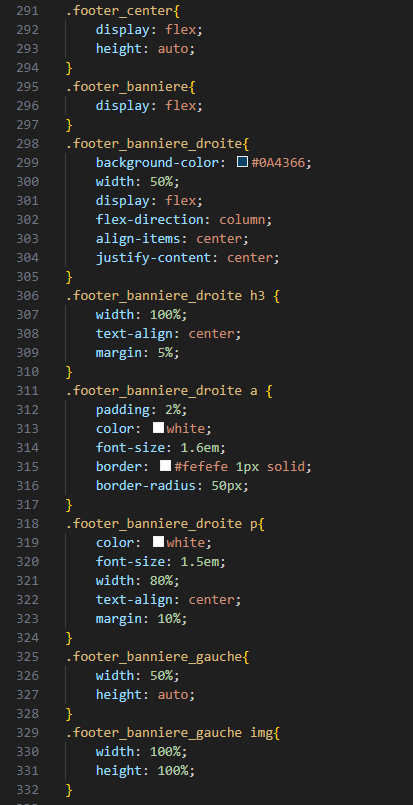 291 .footer_center{
292     display: flex;
293     height: auto;
294 }
295 .footer_banniere{
296     display: flex;
297 }
298 .footer_banniere_droite{
299     background-color: #0A4366;
300     width: 50%;
301     display: flex;
302     flex-direction: column;
303     align-items: center;
304     justify-content: center;
305 }
306 .footer_banniere_droite h3 {
307     width: 100%;
308     text-align: center;
309     margin: 5%;
310 }
311 .footer_banniere_droite a {
312     padding: 2%;
313     color: white;
314     font-size: 1.6em;
315     border: #fefefe 1px solid;
316     border-radius: 50px;
317 }
318 .footer_banniere_droite p{
319     color: white;
320     font-size: 1.5em;
321     width: 80%;
322     text-align: center;
323     margin: 10%;
324 }
325 .footer_banniere_gauche{
326     width: 50%;
327     height: auto;
328 }
329 .footer_banniere_gauche img{
330     width: 100%;
331     height: 100%;
332 }